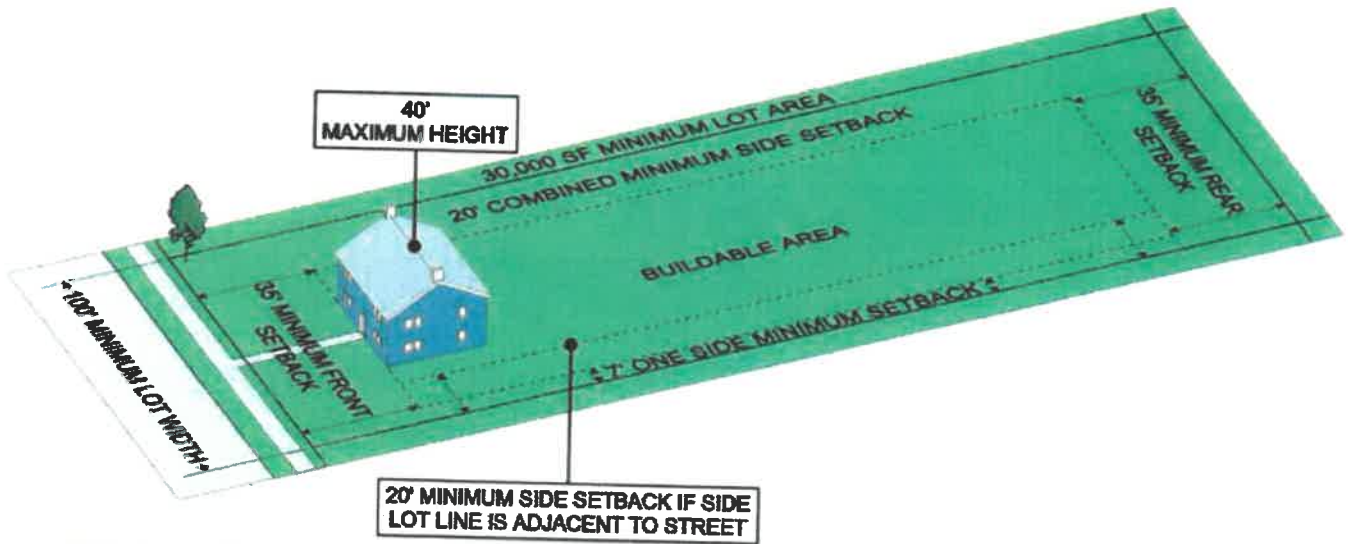 40'
MAXIMUM HEIGHT
30,000 SF MINIMUM LOT AREA
20' COMBINED MINIMUM SIDE SETBACK
35' MINIMUM REAR
SETBACK
BUILDABLE AREA
35' MINIMUM FRONT
SETBACK
7' ONE SIDE MINIMUM SETBACK
100' MINIMUM LOT WIDTH
20' MINIMUM SIDE SETBACK IF SIDE
LOT LINE IS ADJACENT TO STREET